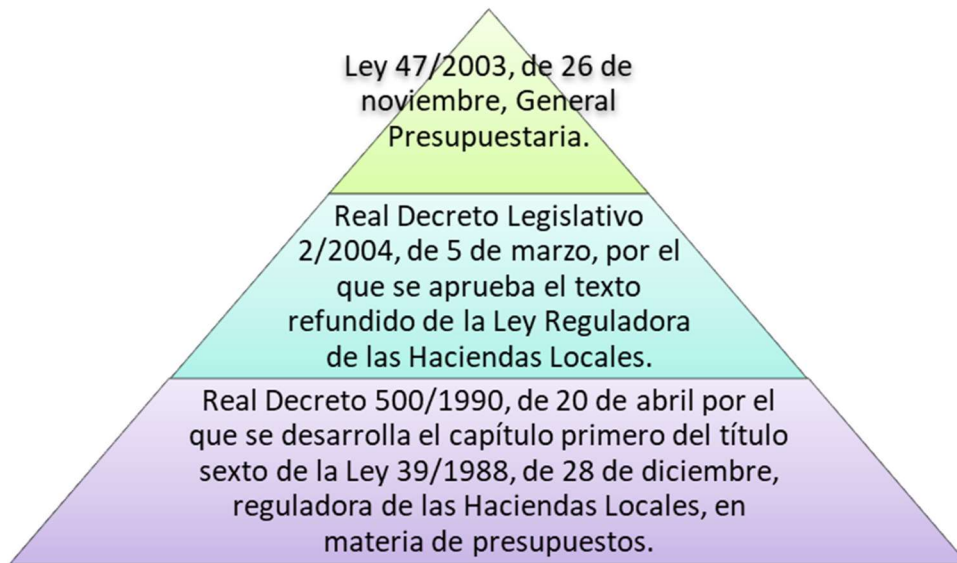 Ley 47/2003, de 26 de
noviembre, General
Presupuestaria.
Real Decreto Legislativo
2/2004, de 5 de marzo, por el
que se aprueba el texto
refundido de la Ley Reguladora
de las Haciendas Locales.
Real Decreto 500/1990, de 20 de abril por el
que se desarrolla el capítulo primero del título
sexto de la Ley 39/1988, de 28 de diciembre,
reguladora de las Haciendas Locales, en
materia de presupuestos.